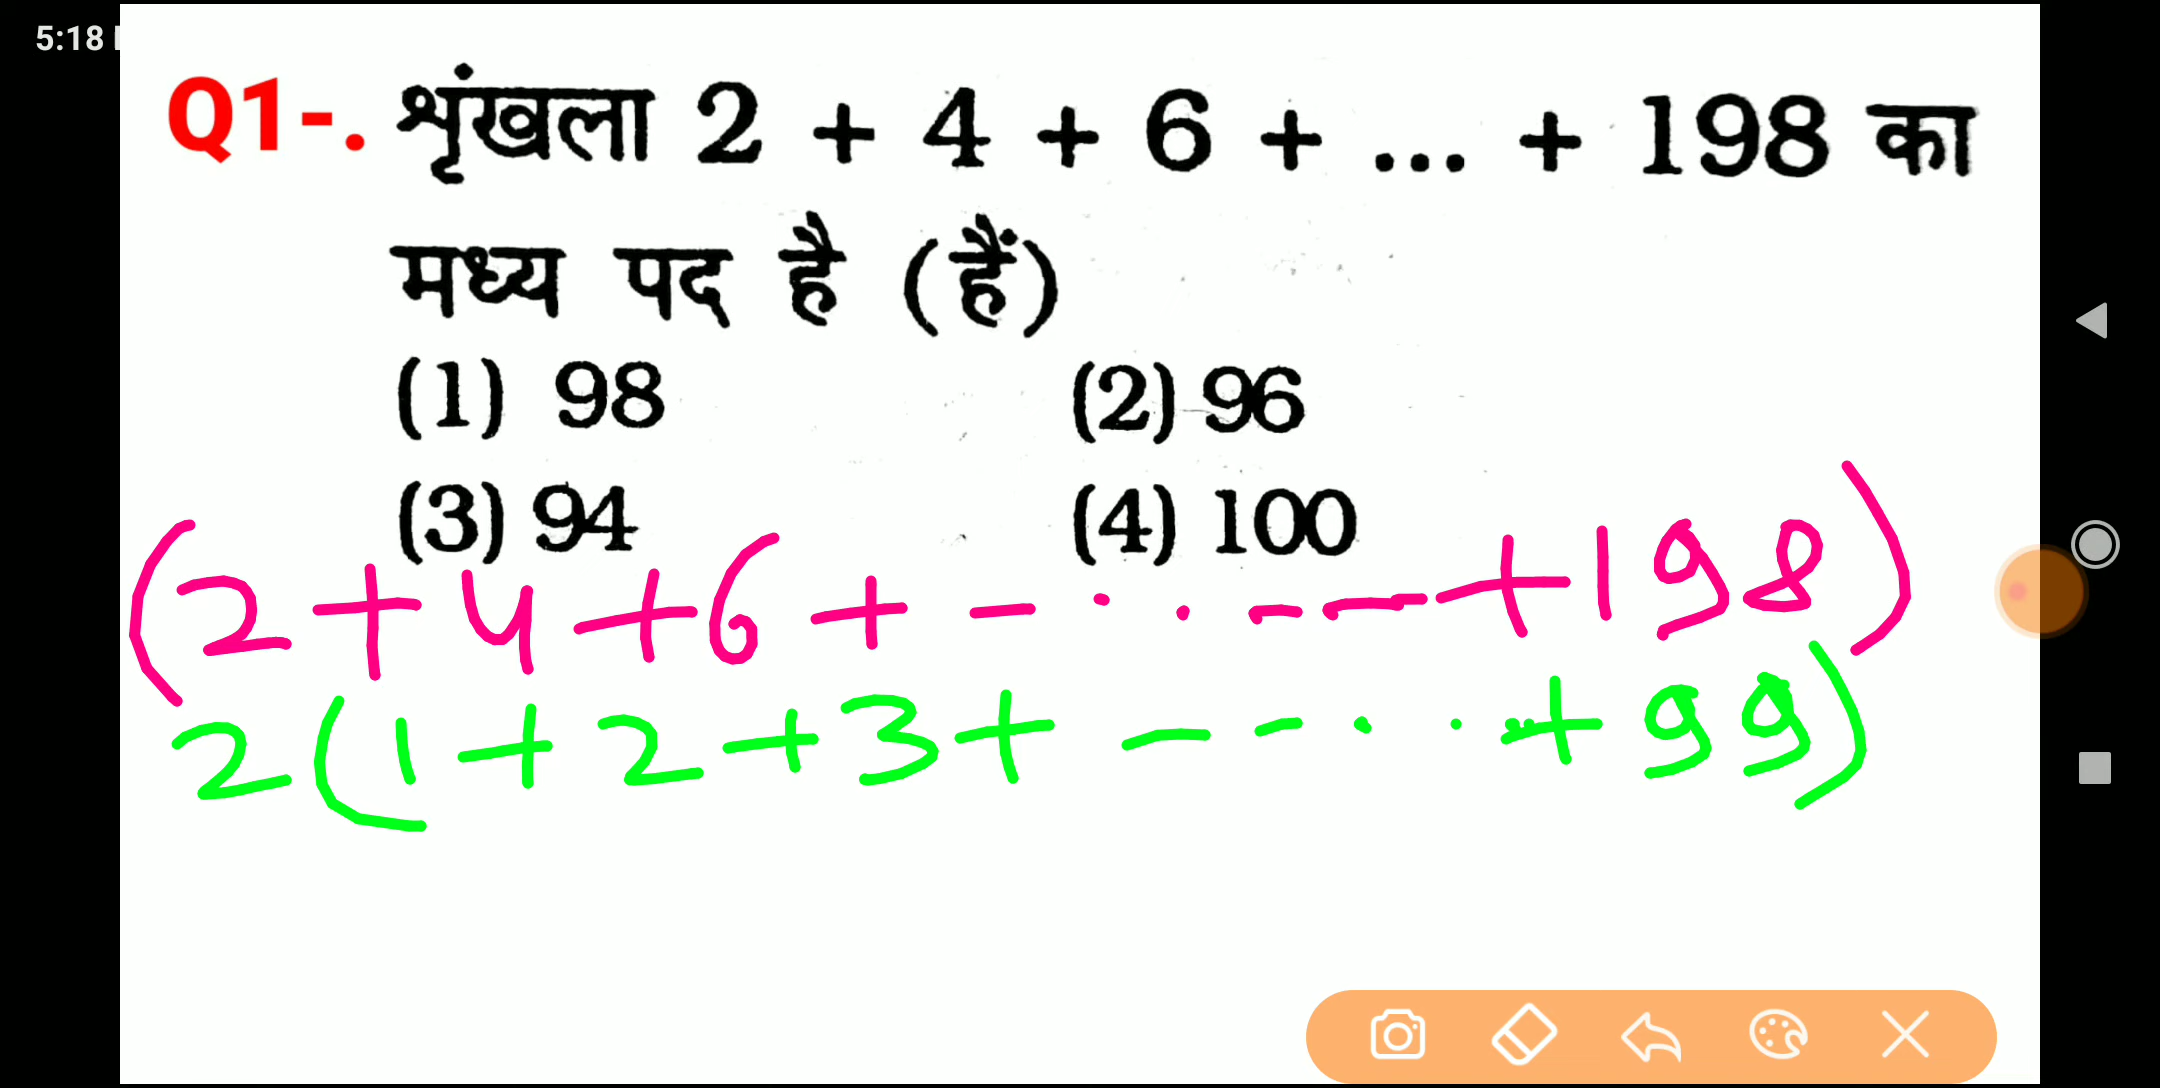 5:18
Q1-. शृंखला 2 + 4 + 6 + ... + 198 का
मध्य पद है (हैं)
(1) 98 (2) 96
(3) 94 (4) 100
(2+4+6+-..---+198)
2(1+2+3+--...+99)